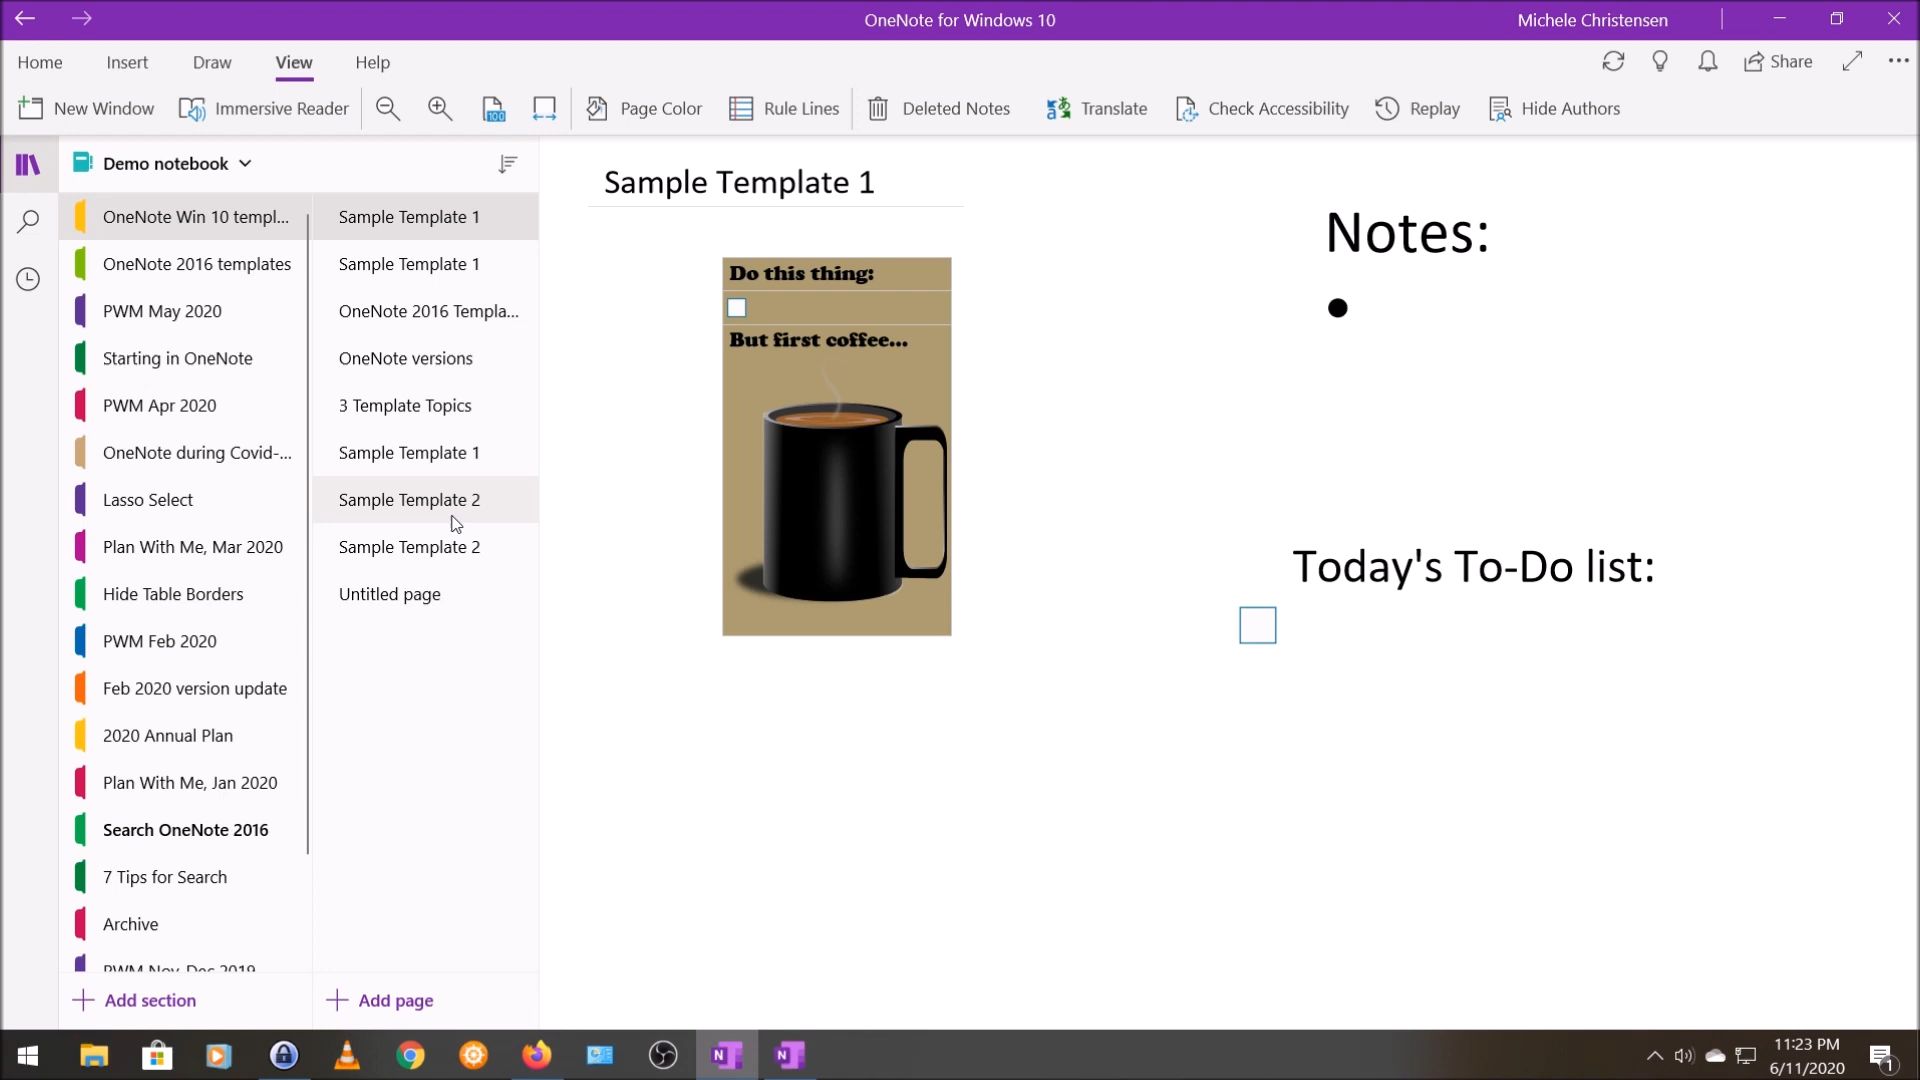 OneNote for Windows 10
Michele Christensen
Home Insert Draw View Help
Share
New Window Immersive Reader 100 Page Color Rule Lines Deleted Notes Translate Check Accessibility Replay Hide Authors
Demo notebook
OneNote Win 10 templ...
OneNote 2016 templates
PWM May 2020
Starting in OneNote
PWM Apr 2020
OneNote during Covid-...
Lasso Select
Plan With Me, Mar 2020
Hide Table Borders
PWM Feb 2020
Feb 2020 version update
2020 Annual Plan
Plan With Me, Jan 2020
Search OneNote 2016
7 Tips for Search
Archive
PWM Nov-Dec 2019
Add section
Sample Template 1
Sample Template 1
OneNote 2016 Templa...
OneNote versions
3 Template Topics
Sample Template 1
Sample Template 2
Sample Template 2
Untitled page
Add page
Sample Template 1
Do this thing:
But first coffee...
Notes:
Today's To-Do list:
11:23 PM
6/11/2020
1